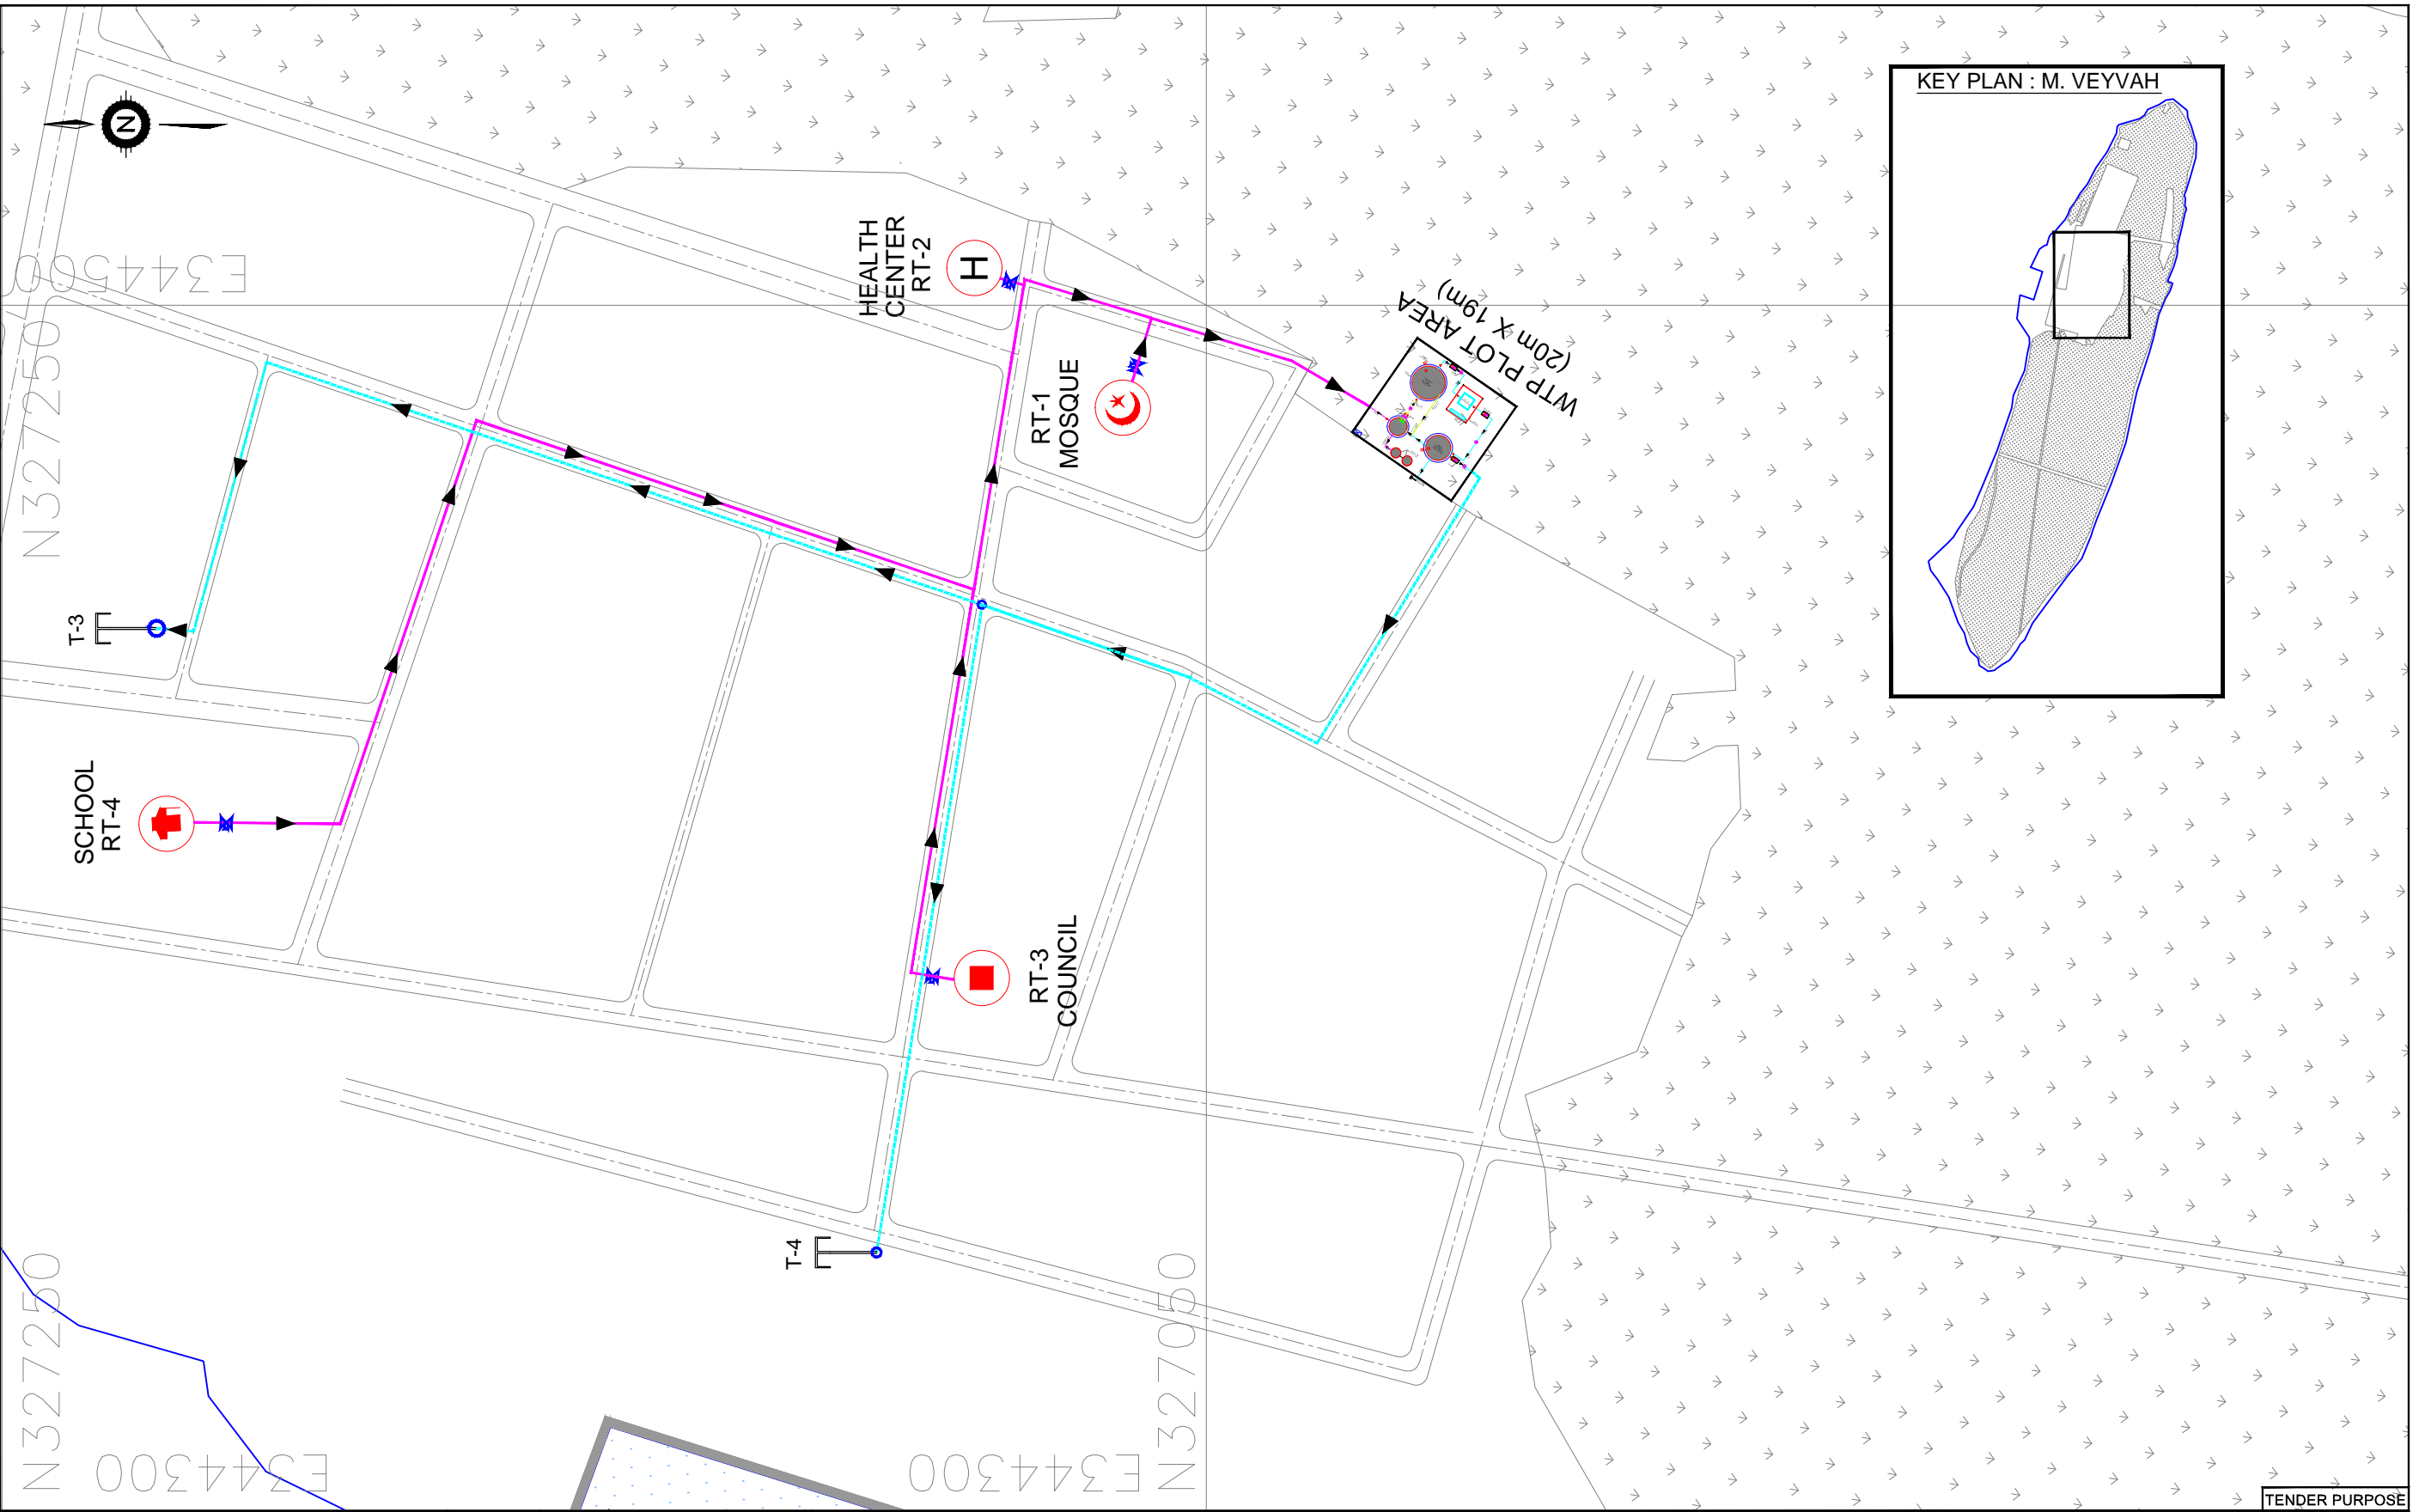 KEY PLAN : M. VEYVAH
N
E344500
N327250
HEALTH
CENTER
RT-2
RT-1
MOSQUE
H
WTP PLOT AREA
(20m X 19m)
T-3
SCHOOL
RT-4
RT-3
COUNCIL
T-4
N327250
E344300
E344300
N327050
TENDER PURPOSE